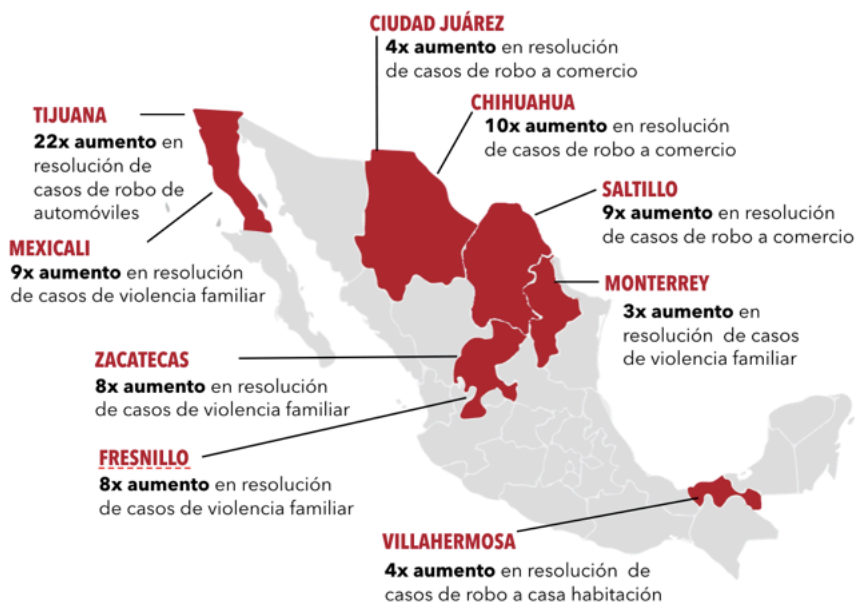 CIUDAD JUÁREZ
4x aumento en resolución
de casos de robo a comercio
CHIHUAHUA
10x aumento en resolución
de casos de robo a comercio
TIJUANA
22x aumento en
resolución de
casos de robo de
automóviles
SALTILLO
9x aumento en resolución
de casos de robo a comercio
MEXICALI
9x aumento en resolución
de casos de violencia familiar
MONTERREY
3x aumento en
resolución de casos
de violencia familiar
ZACATECAS
8x aumento en resolución
de casos de violencia familiar
FRESNILLO
8x aumento en resolución
de casos de violencia familiar
VILLAHERMOSA
4x aumento en resolución de
casos de robo a casa habitación